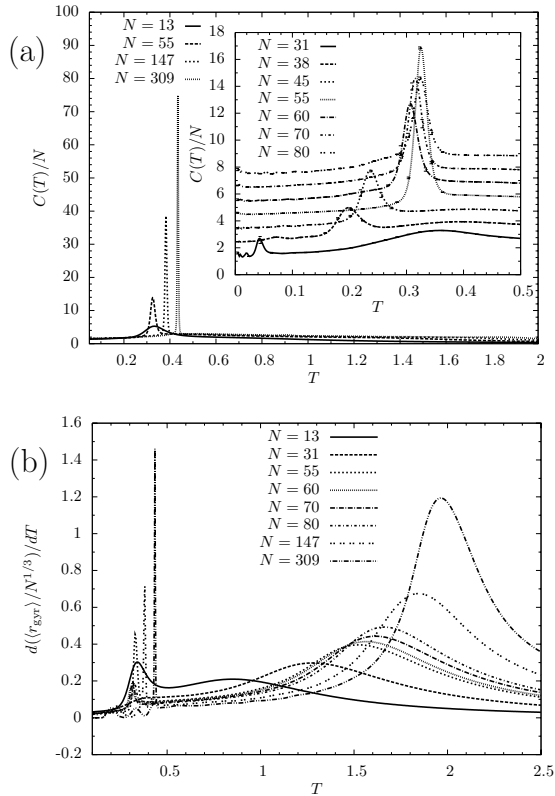 (a)
C(T)/N
100
90
80
70
60
50
40
30
20
10
0
0.2 0.4 0.6 0.8 1 1.2 1.4 1.6 1.8 2
T
N = 13
N = 55
N = 147
N = 309
C(T)/N
18
16
14
12
10
8
6
4
2
0
0 0.1 0.2 0.3 0.4 0.5
T
N = 31
N = 38
N = 45
N = 55
N = 60
N = 70
N = 80
(b)
d(⟨r_gyr⟩/N^{1/3})/dT
1.6
1.4
1.2
1
0.8
0.6
0.4
0.2
0
-0.2
0.5 1 1.5 2 2.5
T
N = 13
N = 31
N = 55
N = 60
N = 70
N = 80
N = 147
N = 309